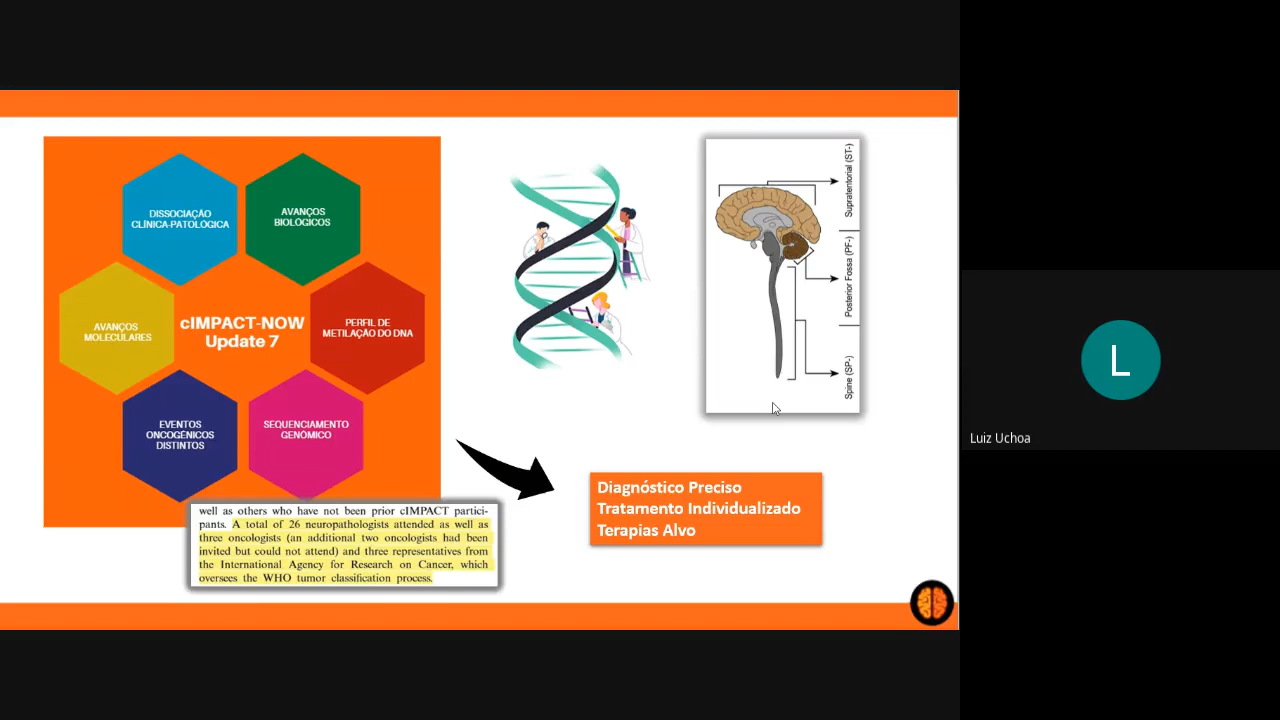 DISSOCIAÇÃO
CLÍNICA-PATOLÓGICA
AVANÇOS
BIOLÓGICOS
AVANÇOS
MOLECULARES
cIMPACT-NOW
Update 7
PERFIL DE
METILAÇÃO DO DNA
EVENTOS
ONCOGÊNICOS
DISTINTOS
SEQUENCIAMENTO
GENÔMICO
well as others who have not been prior cIMPACT partici-
pants. A total of 26 neuropathologists attended as well as
three oncologists (an additional two oncologists had been
invited but could not attend) and three representatives from
the International Agency for Research on Cancer, which
oversees the WHO tumor classification process.
Supratentorial (ST-)
Posterior Fossa (PF-)
Spine (SP-)
Diagnóstico Preciso
Tratamento Individualizado
Terapias Alvo
L
Luiz Uchoa